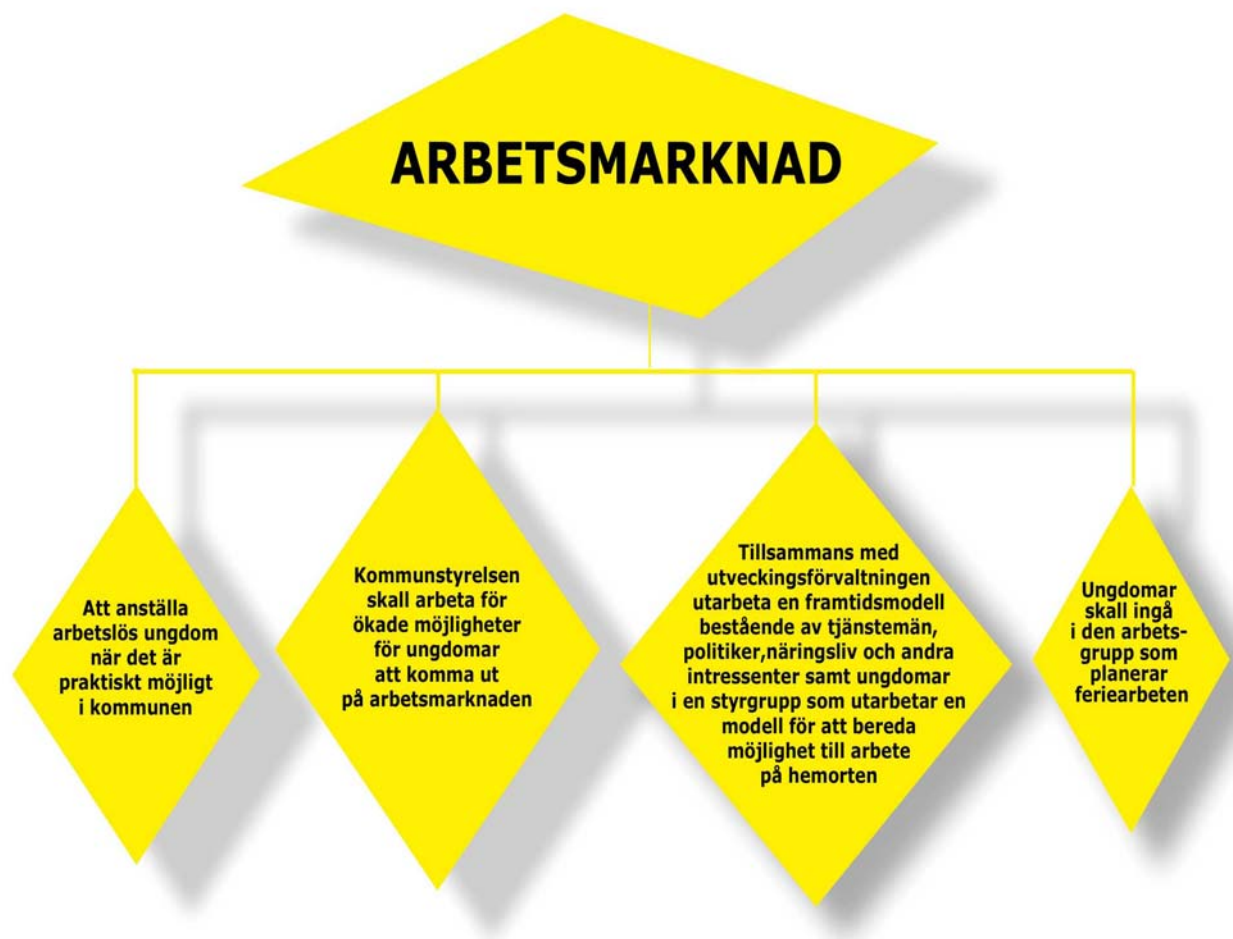 ARBETSMARKNAD
Att anställa
arbetslös ungdom
när det är
praktiskt möjligt
i kommunen
Kommunstyrelsen
skall arbeta för
ökade möjligheter
för ungdomar
att komma ut
på arbetsmarknaden
Tillsammans med
utveckingsförvaltningen
utarbeta en framtidsmodell
bestående av tjänstemän,
politiker,näringsliv och andra
intressenter samt ungdomar
i en styrgrupp som utarbetar en
modell för att bereda
möjlighet till arbete
på hemorten
Ungdomar
skall ingå
i den arbets-
grupp som
planerar
feriearbeten